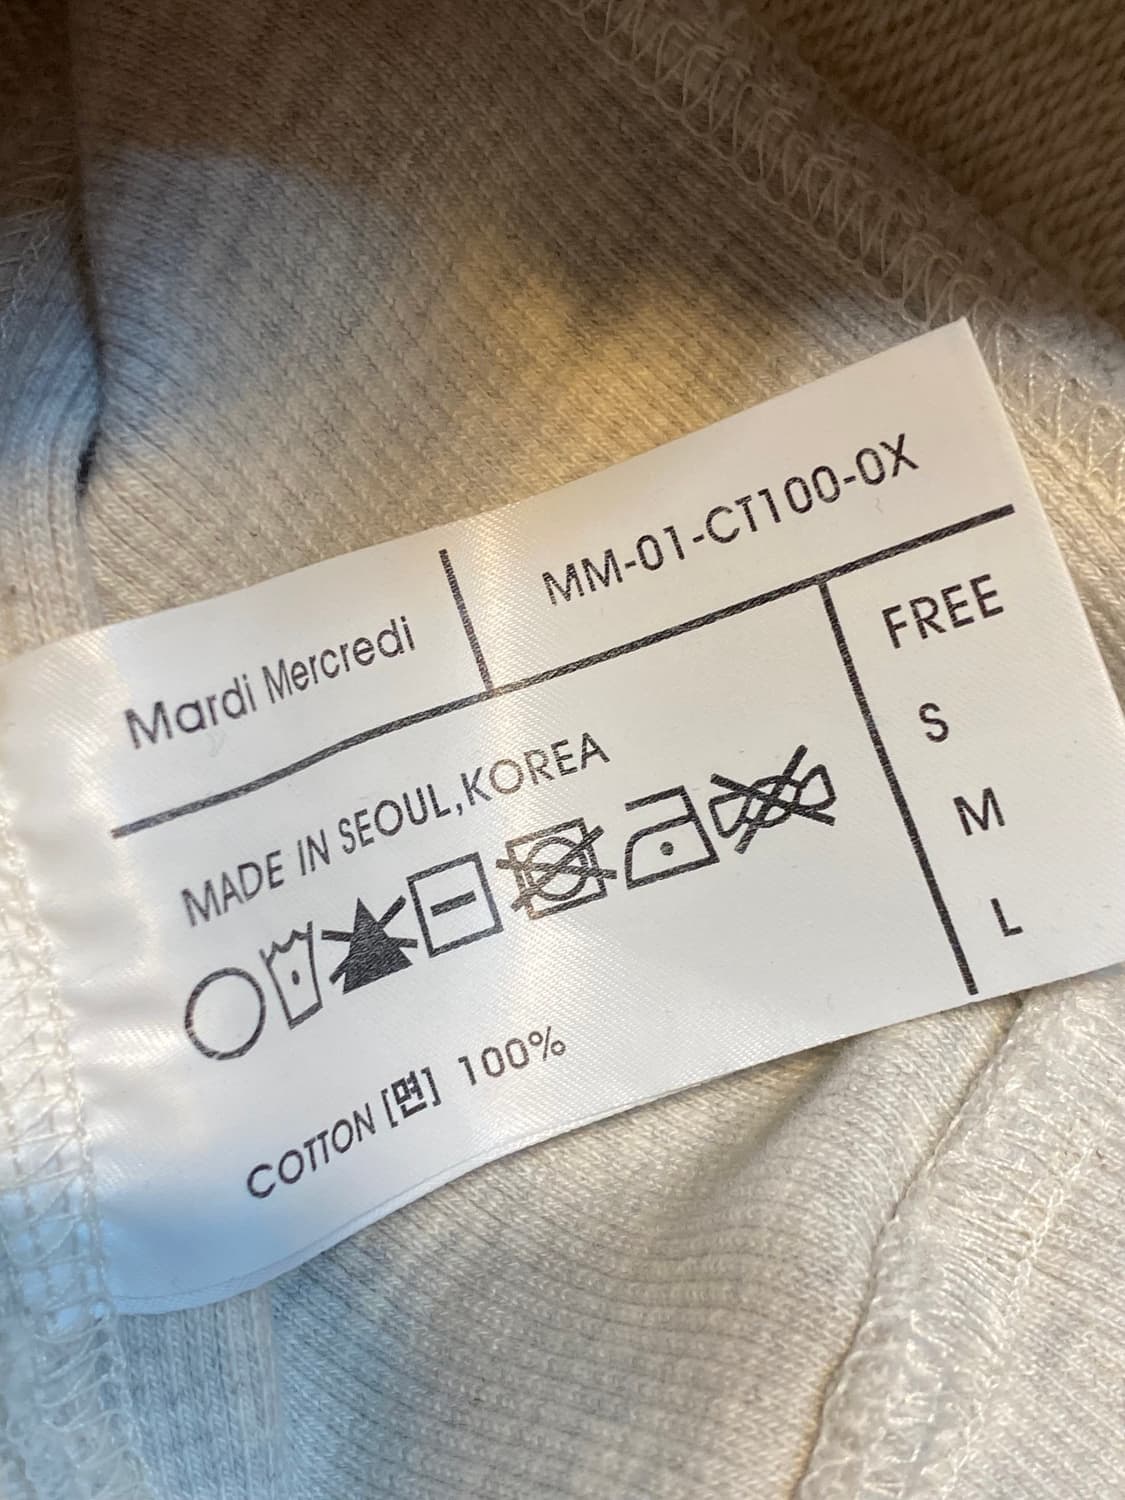 Mardi Mercredi
MM-01-CT100-0X
MADE IN SEOUL,KOREA
COTTON [면] 100%
FREE
S
M
L